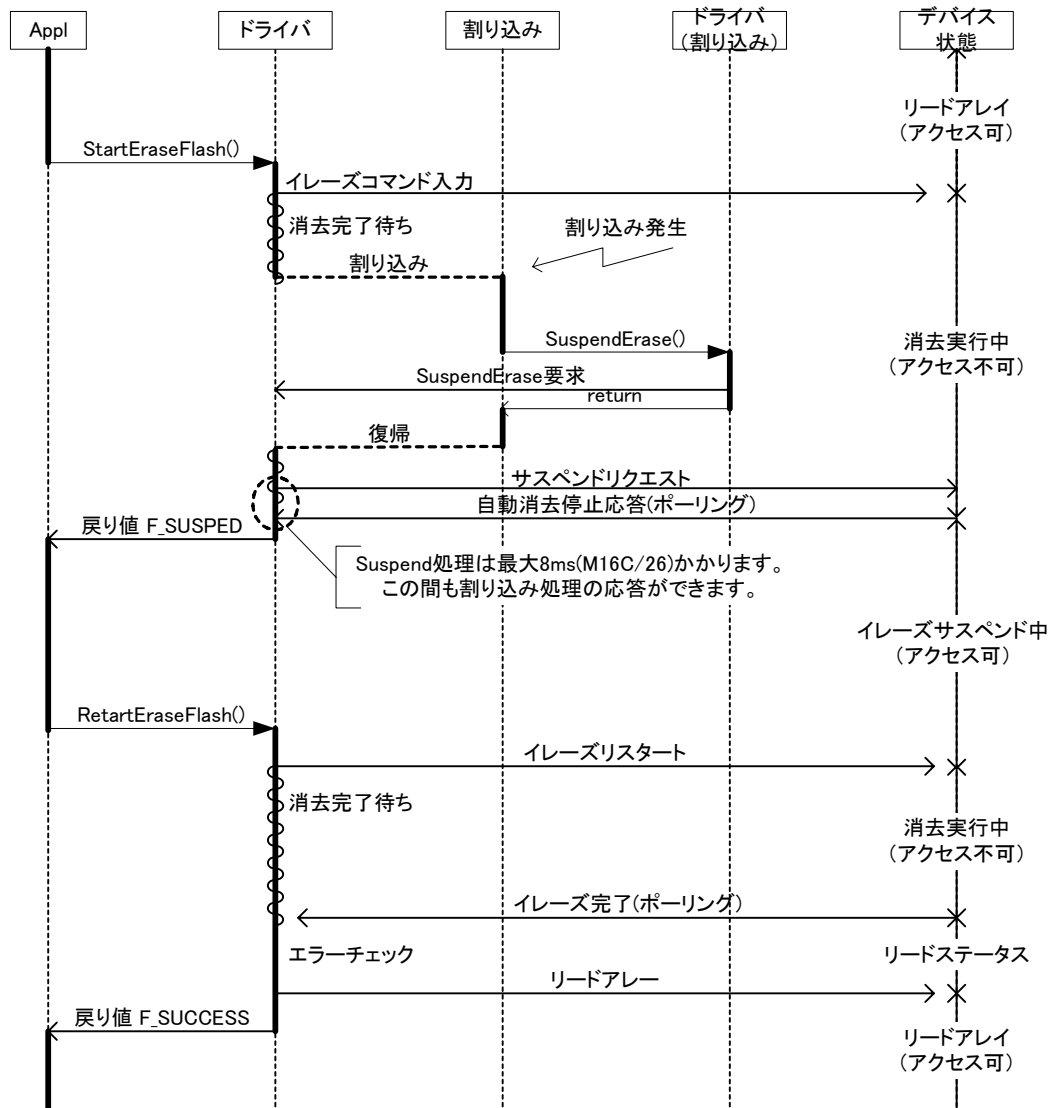 Appl
ドライバ
割り込み
ドライバ
(割り込み)
デバイス
状態
リードアレイ
(アクセス可)
StartEraseFlash()
イレーズコマンド入力
消去完了待ち
割り込み発生
割り込み
消去実行中
(アクセス不可)
SuspendErase()
SuspendErase要求
return
復帰
サスペンドリクエスト
自動消去停止応答(ポーリング)
戻り値 F_SUSPED
Suspend処理は最大8ms(M16C/26)かかります。
この間も割り込み処理の応答ができます。
イレーズサスペンド中
(アクセス可)
RetartEraseFlash()
イレーズリスタート
消去完了待ち
消去実行中
(アクセス不可)
イレーズ完了(ポーリング)
エラーチェック
リードステータス
リードアレー
戻り値 F_SUCCESS
リードアレイ
(アクセス可)